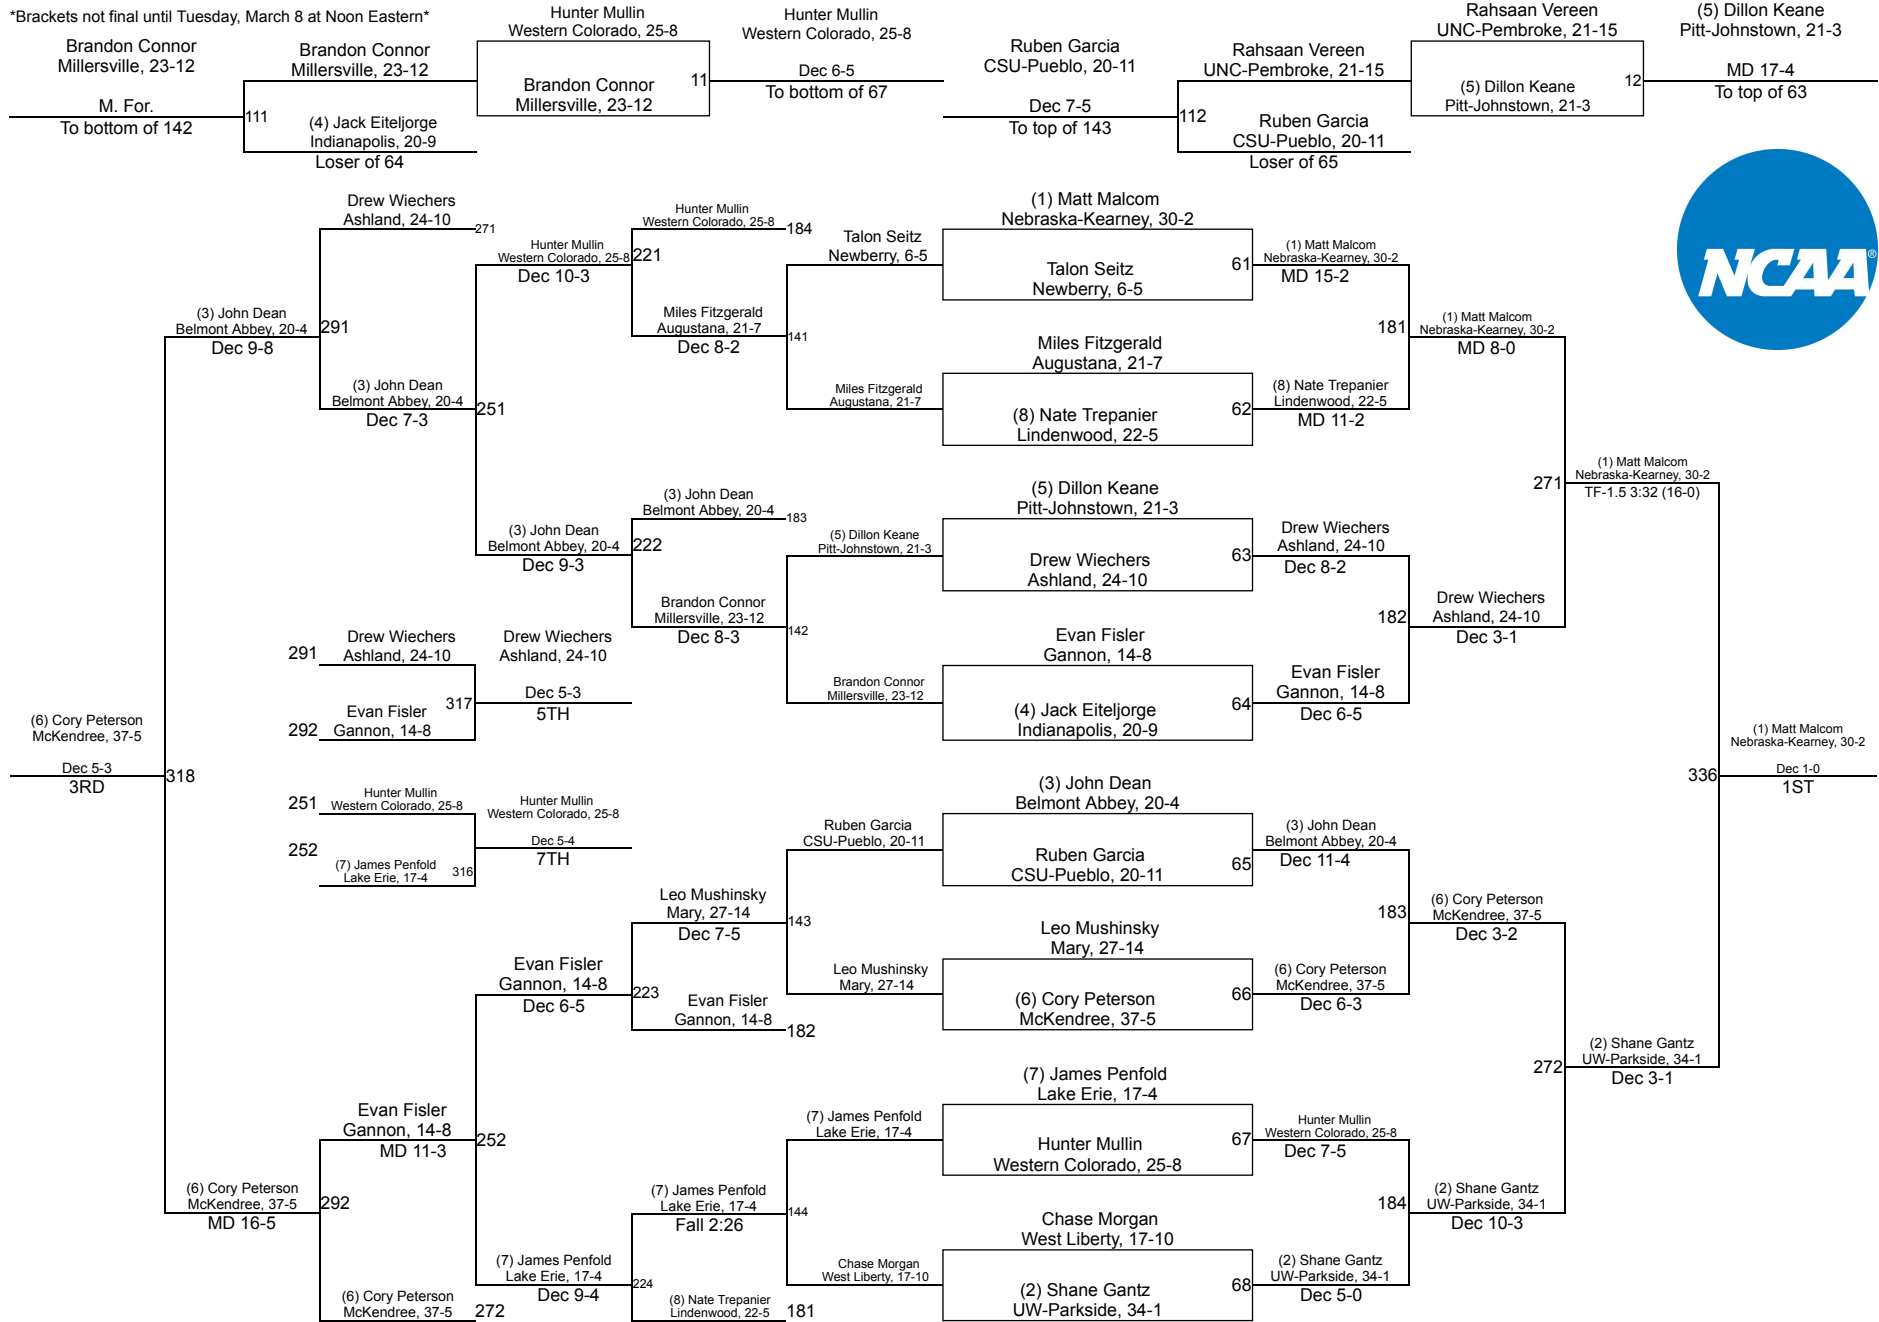 *Brackets not final until Tuesday, March 8 at Noon Eastern*
Brandon Connor
Millersville, 23-12
M. For.
To bottom of 142
Brandon Connor
Millersville, 23-12
111
(4) Jack Eiteljorge
Indianapolis, 20-9
Loser of 64
Hunter Mullin
Western Colorado, 25-8
Brandon Connor
Millersville, 23-12
11
Hunter Mullin
Western Colorado, 25-8
Dec 6-5
To bottom of 67
Ruben Garcia
CSU-Pueblo, 20-11
Dec 7-5
To top of 143
Rahsaan Vereen
UNC-Pembroke, 21-15
112
Ruben Garcia
CSU-Pueblo, 20-11
Loser of 65
Rahsaan Vereen
UNC-Pembroke, 21-15
(5) Dillon Keane
Pitt-Johnstown, 21-3
12
(5) Dillon Keane
Pitt-Johnstown, 21-3
MD 17-4
To top of 63
NCAA®
(3) John Dean
Belmont Abbey, 20-4
Dec 9-8
Drew Wiechers
Ashland, 24-10
271
291
(3) John Dean
Belmont Abbey, 20-4
Dec 7-3
Hunter Mullin
Western Colorado, 25-8
Dec 10-3
251
(3) John Dean
Belmont Abbey, 20-4
Dec 9-3
Hunter Mullin
Western Colorado, 25-8
184
221
Miles Fitzgerald
Augustana, 21-7
Dec 8-2
(3) John Dean
Belmont Abbey, 20-4
183
222
Brandon Connor
Millersville, 23-12
Dec 8-3
Talon Seitz
Newberry, 6-5
141
Miles Fitzgerald
Augustana, 21-7
(5) Dillon Keane
Pitt-Johnstown, 21-3
142
Brandon Connor
Millersville, 23-12
(1) Matt Malcom
Nebraska-Kearney, 30-2
Talon Seitz
Newberry, 6-5
61
Miles Fitzgerald
Augustana, 21-7
(8) Nate Trepanier
Lindenwood, 22-5
62
(5) Dillon Keane
Pitt-Johnstown, 21-3
Drew Wiechers
Ashland, 24-10
63
Evan Fisler
Gannon, 14-8
(4) Jack Eiteljorge
Indianapolis, 20-9
64
(1) Matt Malcom
Nebraska-Kearney, 30-2
MD 15-2
181
(8) Nate Trepanier
Lindenwood, 22-5
MD 11-2
Drew Wiechers
Ashland, 24-10
Dec 8-2
182
Evan Fisler
Gannon, 14-8
Dec 6-5
(1) Matt Malcom
Nebraska-Kearney, 30-2
MD 8-0
271
Drew Wiechers
Ashland, 24-10
Dec 3-1
(1) Matt Malcom
Nebraska-Kearney, 30-2
TF-1.5 3:32 (16-0)
291
Drew Wiechers
Ashland, 24-10
317
292
Evan Fisler
Gannon, 14-8
Drew Wiechers
Ashland, 24-10
Dec 5-3
5TH
(6) Cory Peterson
McKendree, 37-5
Dec 5-3
3RD
318
251
Hunter Mullin
Western Colorado, 25-8
252
(7) James Penfold
Lake Erie, 17-4
316
Hunter Mullin
Western Colorado, 25-8
Dec 5-4
7TH
336
(1) Matt Malcom
Nebraska-Kearney, 30-2
Dec 1-0
1ST
(3) John Dean
Belmont Abbey, 20-4
Ruben Garcia
CSU-Pueblo, 20-11
65
Leo Mushinsky
Mary, 27-14
(6) Cory Peterson
McKendree, 37-5
66
(7) James Penfold
Lake Erie, 17-4
Hunter Mullin
Western Colorado, 25-8
67
Chase Morgan
West Liberty, 17-10
(2) Shane Gantz
UW-Parkside, 34-1
68
Ruben Garcia
CSU-Pueblo, 20-11
143
Leo Mushinsky
Mary, 27-14
(7) James Penfold
Lake Erie, 17-4
144
Chase Morgan
West Liberty, 17-10
Leo Mushinsky
Mary, 27-14
Dec 7-5
223
Evan Fisler
Gannon, 14-8
182
(7) James Penfold
Lake Erie, 17-4
Fall 2:26
224
(8) Nate Trepanier
Lindenwood, 22-5
181
Evan Fisler
Gannon, 14-8
Dec 6-5
252
(7) James Penfold
Lake Erie, 17-4
Dec 9-4
Evan Fisler
Gannon, 14-8
MD 11-3
292
(6) Cory Peterson
McKendree, 37-5
272
(6) Cory Peterson
McKendree, 37-5
MD 16-5
(3) John Dean
Belmont Abbey, 20-4
Dec 11-4
183
(6) Cory Peterson
McKendree, 37-5
Dec 6-3
Hunter Mullin
Western Colorado, 25-8
Dec 7-5
184
(2) Shane Gantz
UW-Parkside, 34-1
Dec 5-0
(6) Cory Peterson
McKendree, 37-5
Dec 3-2
272
(2) Shane Gantz
UW-Parkside, 34-1
Dec 10-3
(2) Shane Gantz
UW-Parkside, 34-1
Dec 3-1